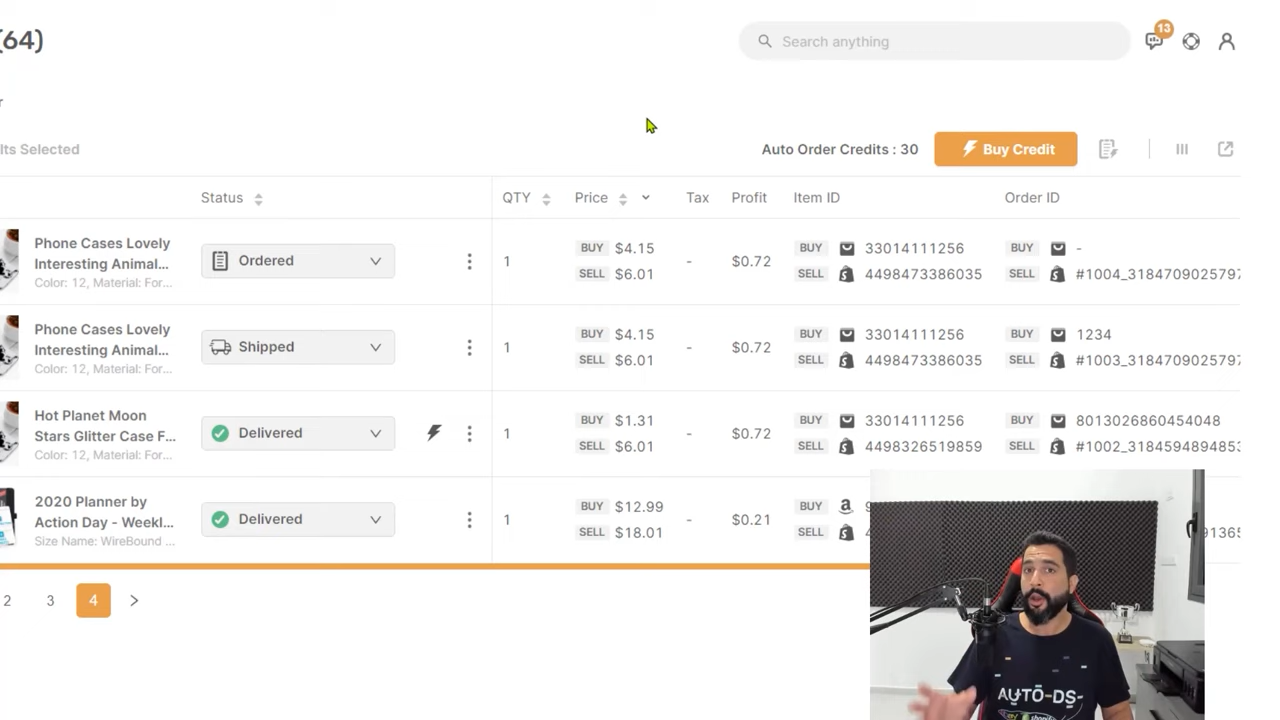 (64)
Search anything
13
r
lts Selected
Auto Order Credits : 30
Buy Credit
Status
QTY
Price
Tax
Profit
Item ID
Order ID
Phone Cases Lovely
Interesting Animal...
Color: 12, Material: For...
Ordered
1
BUY $4.15
SELL $6.01
-
$0.72
BUY 33014111256
SELL 4498473386035
BUY -
SELL #1004_3184709025797
Phone Cases Lovely
Interesting Animal...
Color: 12, Material: For...
Shipped
1
BUY $4.15
SELL $6.01
-
$0.72
BUY 33014111256
SELL 4498473386035
BUY 1234
SELL #1003_3184709025797
Hot Planet Moon
Stars Glitter Case F...
Color: 12, Material: For...
Delivered
1
BUY $1.31
SELL $6.01
-
$0.72
BUY 33014111256
SELL 4498326519859
BUY 8013026860454048
SELL #1002_3184594894853
2020 Planner by
Action Day - Weekl...
Size Name: WireBound ...
Delivered
1
BUY $12.99
SELL $18.01
-
$0.21
BUY a
SELL
91365
2 3 4 >
AUTO-DS